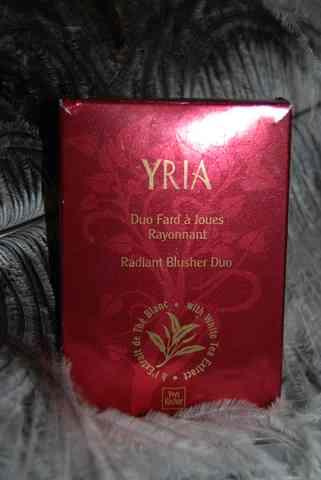 YRIA
Duo Fard à Joues
Rayonnant
Radiant Blusher Duo
à l'Extrait de Thé Blanc • with White Tea Extract •
Yves
Rocher